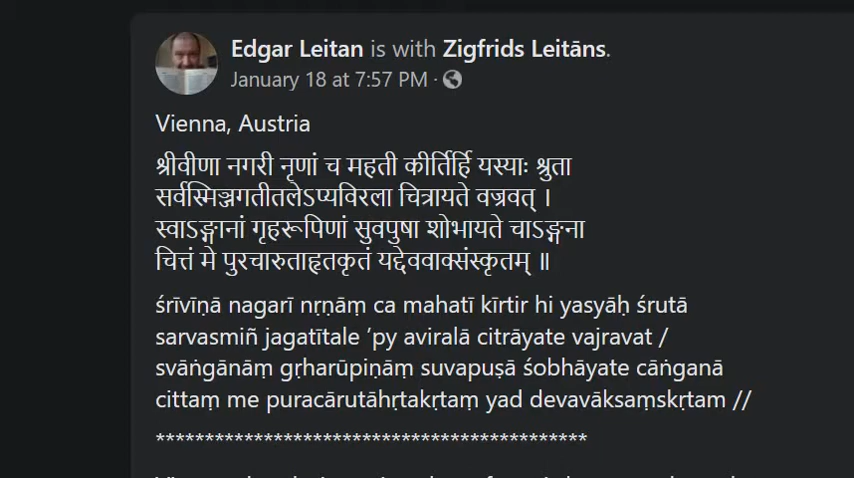 Edgar Leitan is with Zigfrids Leitāns.
January 18 at 7:57 PM ·
Vienna, Austria
श्रीवीणा नगरी नृणां च महती कीर्तिर्हि यस्याः श्रुता
सर्वस्मिञ्जगतीतलेऽप्यविरला चित्रायते वज्रवत् ।
स्वाऽङ्गानां गृहरूपिणां सुवपुषा शोभायते चाऽङ्गना
चित्तं मे पुरचारुताहृतकृतं यद्देववाक्संस्कृतम् ॥
śrīvīṇā nagarī nṛṇāṃ ca mahatī kīrtir hi yasyāḥ śrutā
sarvasmiñ jagatītale ’py aviralā citrāyate vajravat /
svāṅgānāṃ gṛharūpiṇāṃ suvapuṣā śobhāyate cāṅganā
cittaṃ me puracārutāhṛtakṛtaṃ yad devavāksaṃskṛtam //
********************************************